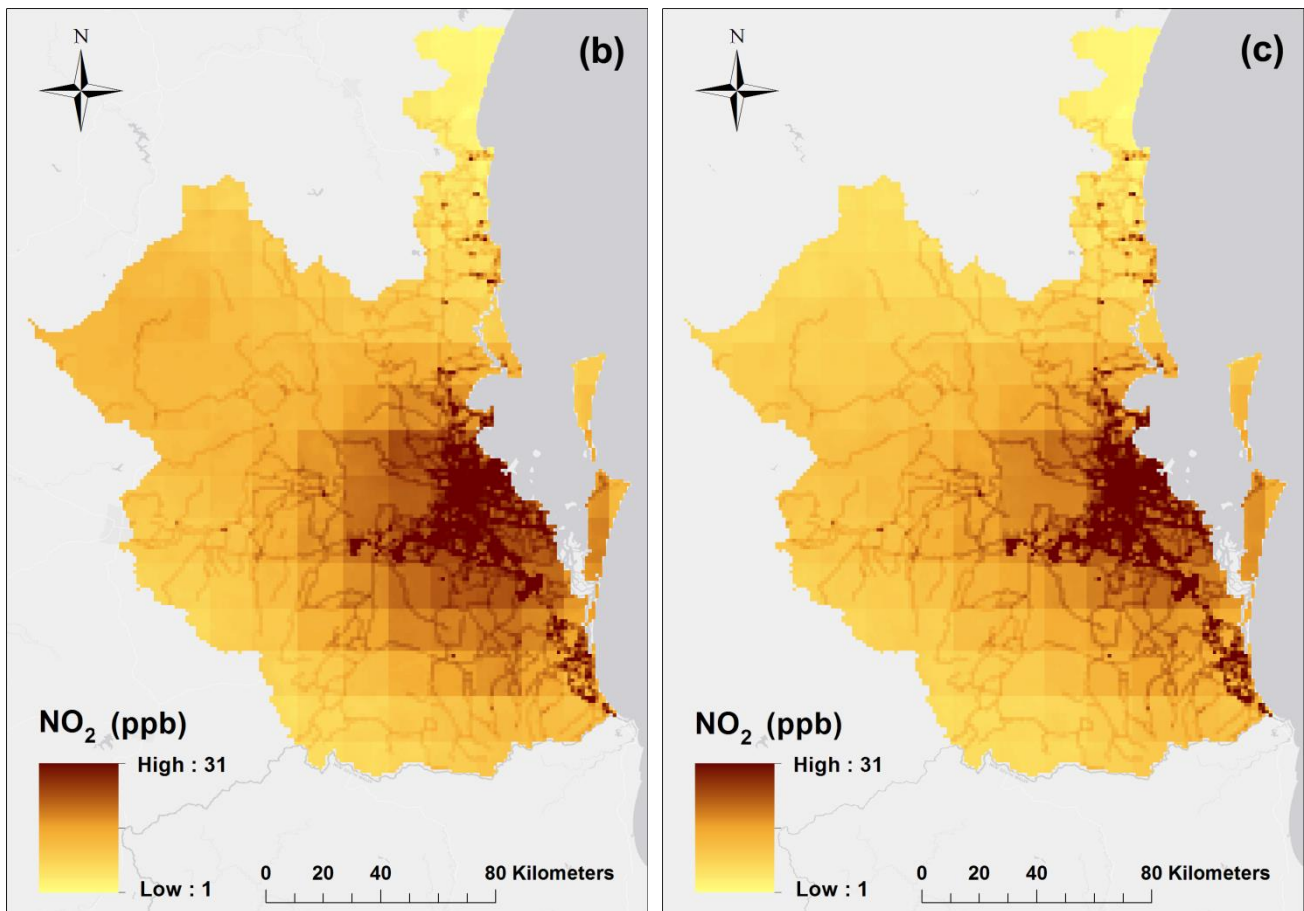 N
(b)
NO₂ (ppb)
High : 31
Low : 1
0 20 40 80 Kilometers
N
(c)
NO₂ (ppb)
High : 31
Low : 1
0 20 40 80 Kilometers